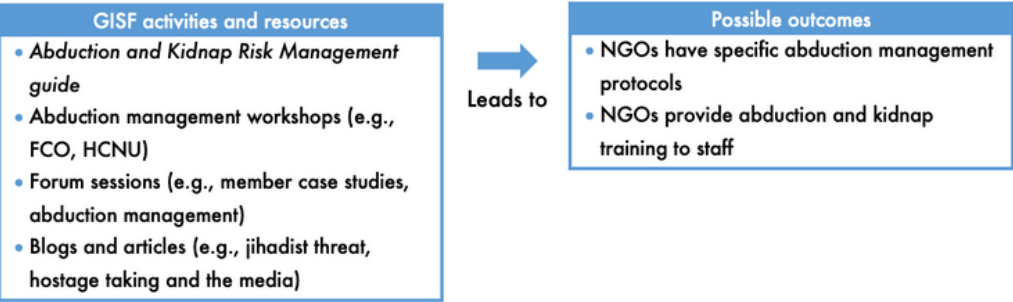 GISF activities and resources
• Abduction and Kidnap Risk Management
guide
• Abduction management workshops (e.g.,
FCO, HCNU)
• Forum sessions (e.g., member case studies,
abduction management)
• Blogs and articles (e.g., jihadist threat,
hostage taking and the media)
Leads to
Possible outcomes
• NGOs have specific abduction management
protocols
• NGOs provide abduction and kidnap
training to staff